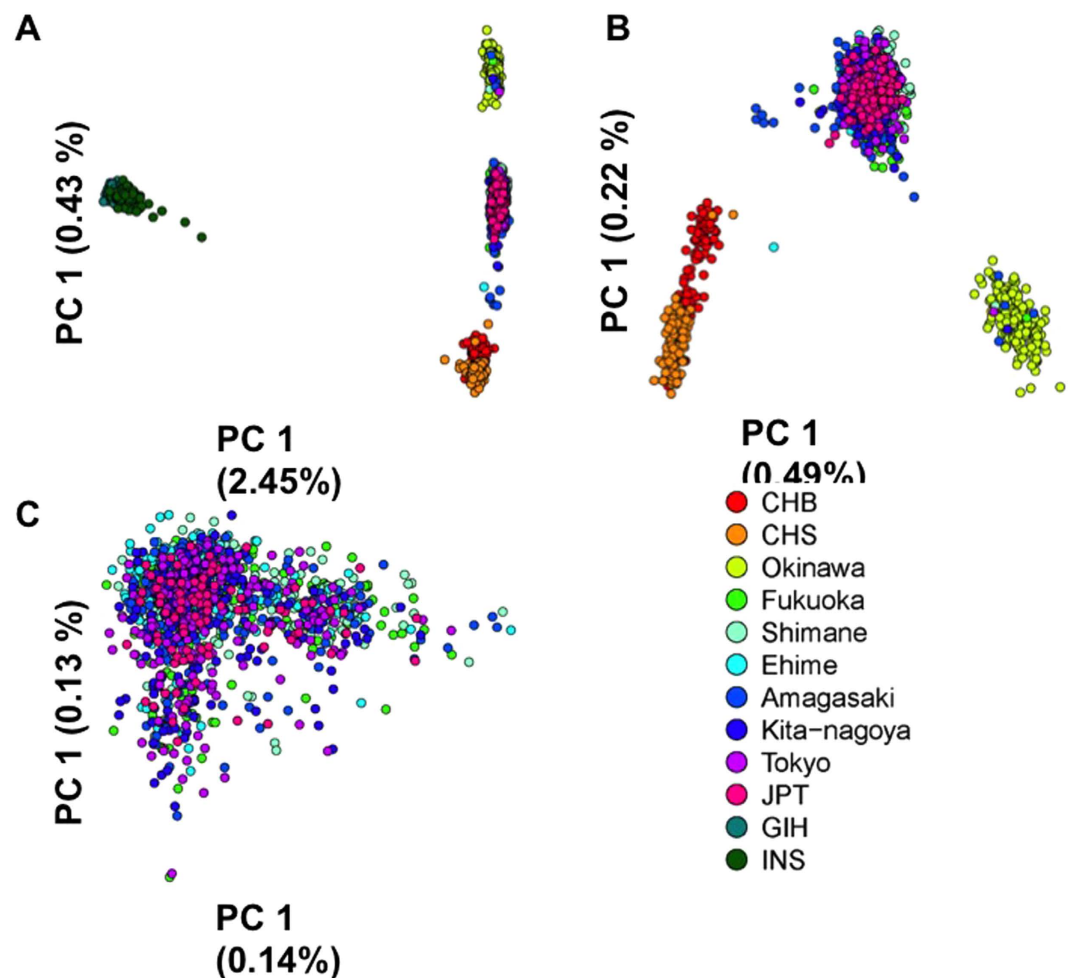 A
PC 1 (0.43 %)
PC 1
(2.45%)
B
PC 1 (0.22 %)
PC 1
(0.49%)
C
PC 1 (0.13 %)
PC 1
(0.14%)
CHB
CHS
Okinawa
Fukuoka
Shimane
Ehime
Amagasaki
Kita−nagoya
Tokyo
JPT
GIH
INS